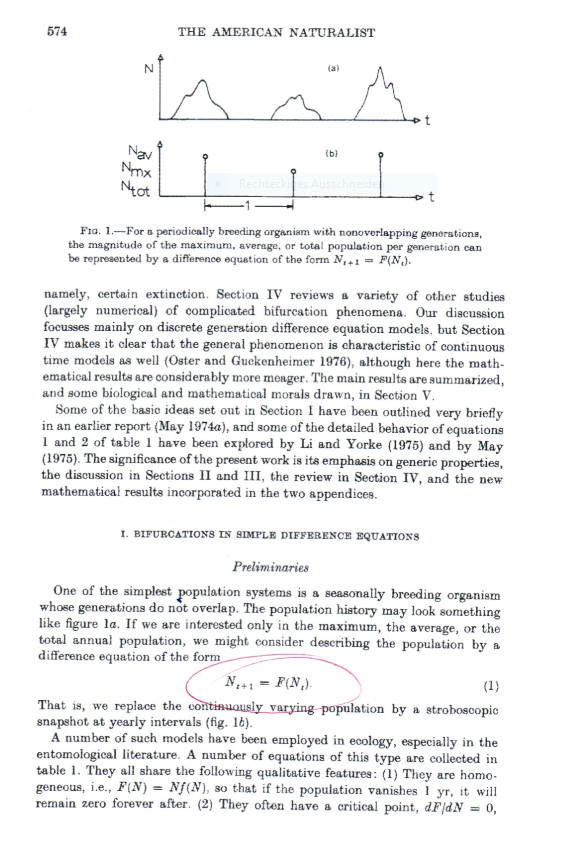 574
THE AMERICAN NATURALIST
N
(a)
t
N_av
N_mx
N_tot
(b)
Rechteckiges Ausschneiden
t
1
FIG. 1.—For a periodically breeding organism with nonoverlapping generations,
the magnitude of the maximum, average, or total population per generation can
be represented by a difference equation of the form N_{t+1} = F(N_t).
namely, certain extinction. Section IV reviews a variety of other studies
(largely numerical) of complicated bifurcation phenomena. Our discussion
focusses mainly on discrete generation difference equation models, but Section
IV makes it clear that the general phenomenon is characteristic of continuous
time models as well (Oster and Guckenheimer 1976), although here the math-
ematical results are considerably more meager. The main results are summarized,
and some biological and mathematical morals drawn, in Section V.
Some of the basic ideas set out in Section I have been outlined very briefly
in an earlier report (May 1974a), and some of the detailed behavior of equations
1 and 2 of table 1 have been explored by Li and Yorke (1975) and by May
(1975). The significance of the present work is its emphasis on generic properties,
the discussion in Sections II and III, the review in Section IV, and the new
mathematical results incorporated in the two appendices.
I. BIFURCATIONS IN SIMPLE DIFFERENCE EQUATIONS
Preliminaries
One of the simplest population systems is a seasonally breeding organism
whose generations do not overlap. The population history may look something
like figure 1a. If we are interested only in the maximum, the average, or the
total annual population, we might consider describing the population by a
difference equation of the form
N_{t+1} = F(N_t). (1)
That is, we replace the continuously varying population by a stroboscopic
snapshot at yearly intervals (fig. 1b).
A number of such models have been employed in ecology, especially in the
entomological literature. A number of equations of this type are collected in
table 1. They all share the following qualitative features: (1) They are homo-
geneous, i.e., F(N) = Nf(N), so that if the population vanishes 1 yr, it will
remain zero forever after. (2) They often have a critical point, dF/dN = 0,